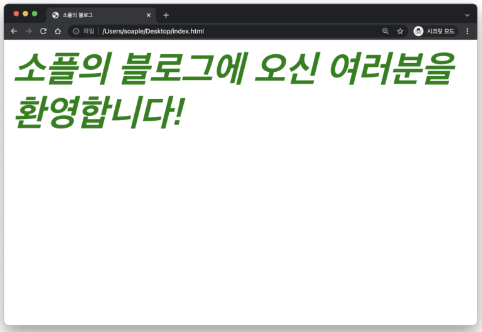 소플의 블로그
파일 /Users/soaple/Desktop/index.html
시크릿 모드
소플의 블로그에 오신 여러분을
환영합니다!